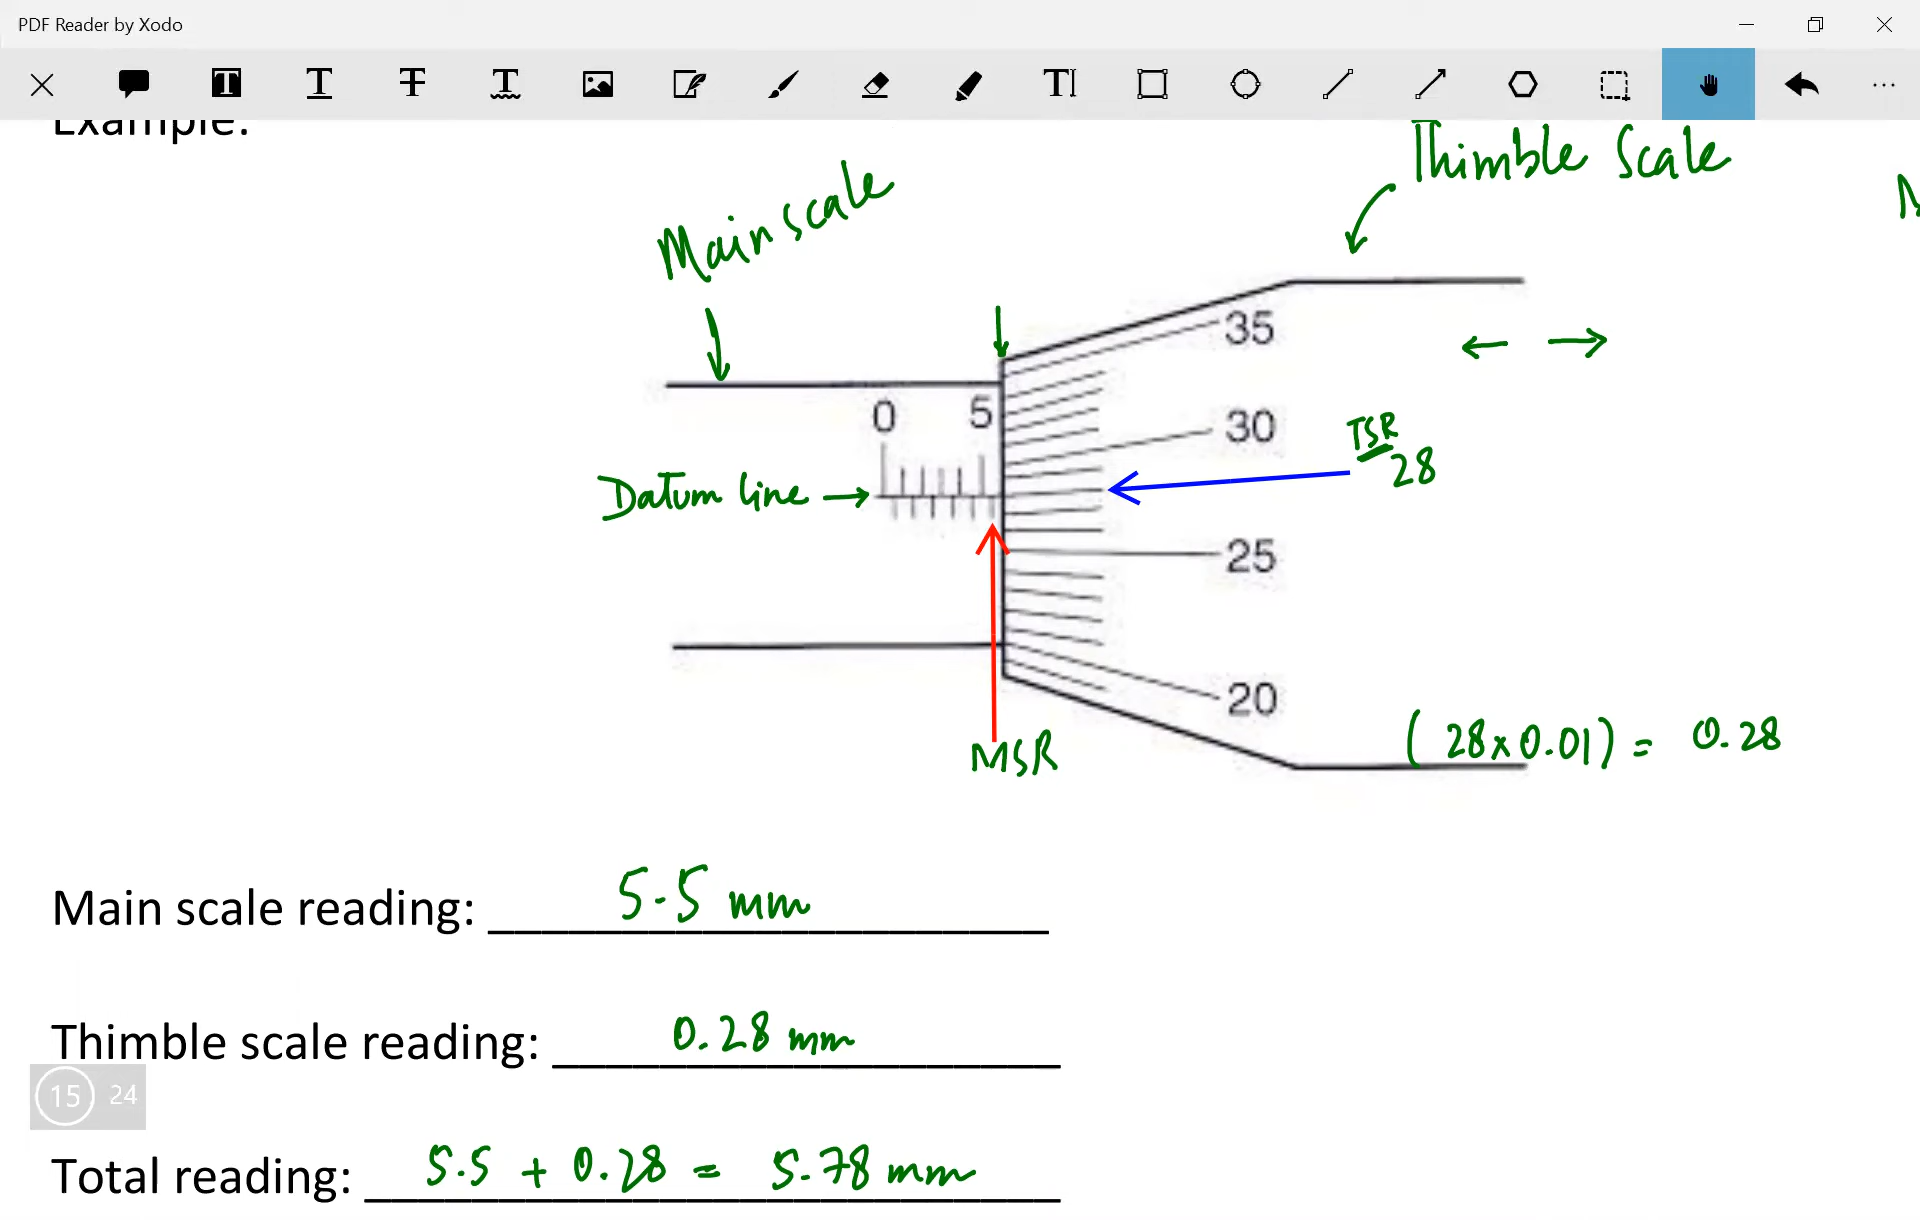 PDF Reader by Xodo
Example:
Thimble Scale
Main scale
35
0 5
30
TSR
28
Datum line
25
20
MSR
(28x0.01) = 0.28
Main scale reading: 5.5 mm
Thimble scale reading: 0.28 mm
15 24
Total reading: 5.5 + 0.28 = 5.78 mm